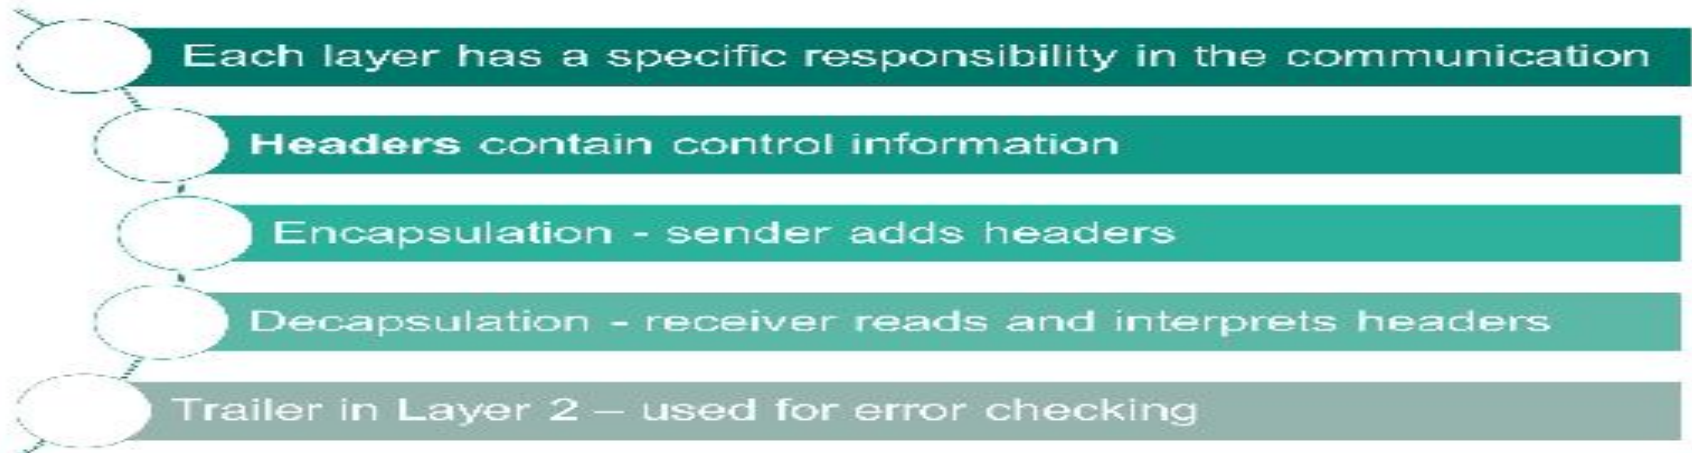 Each layer has a specific responsibility in the communication
Headers contain control information
Encapsulation - sender adds headers
Decapsulation - receiver reads and interprets headers
Trailer in Layer 2 – used for error checking